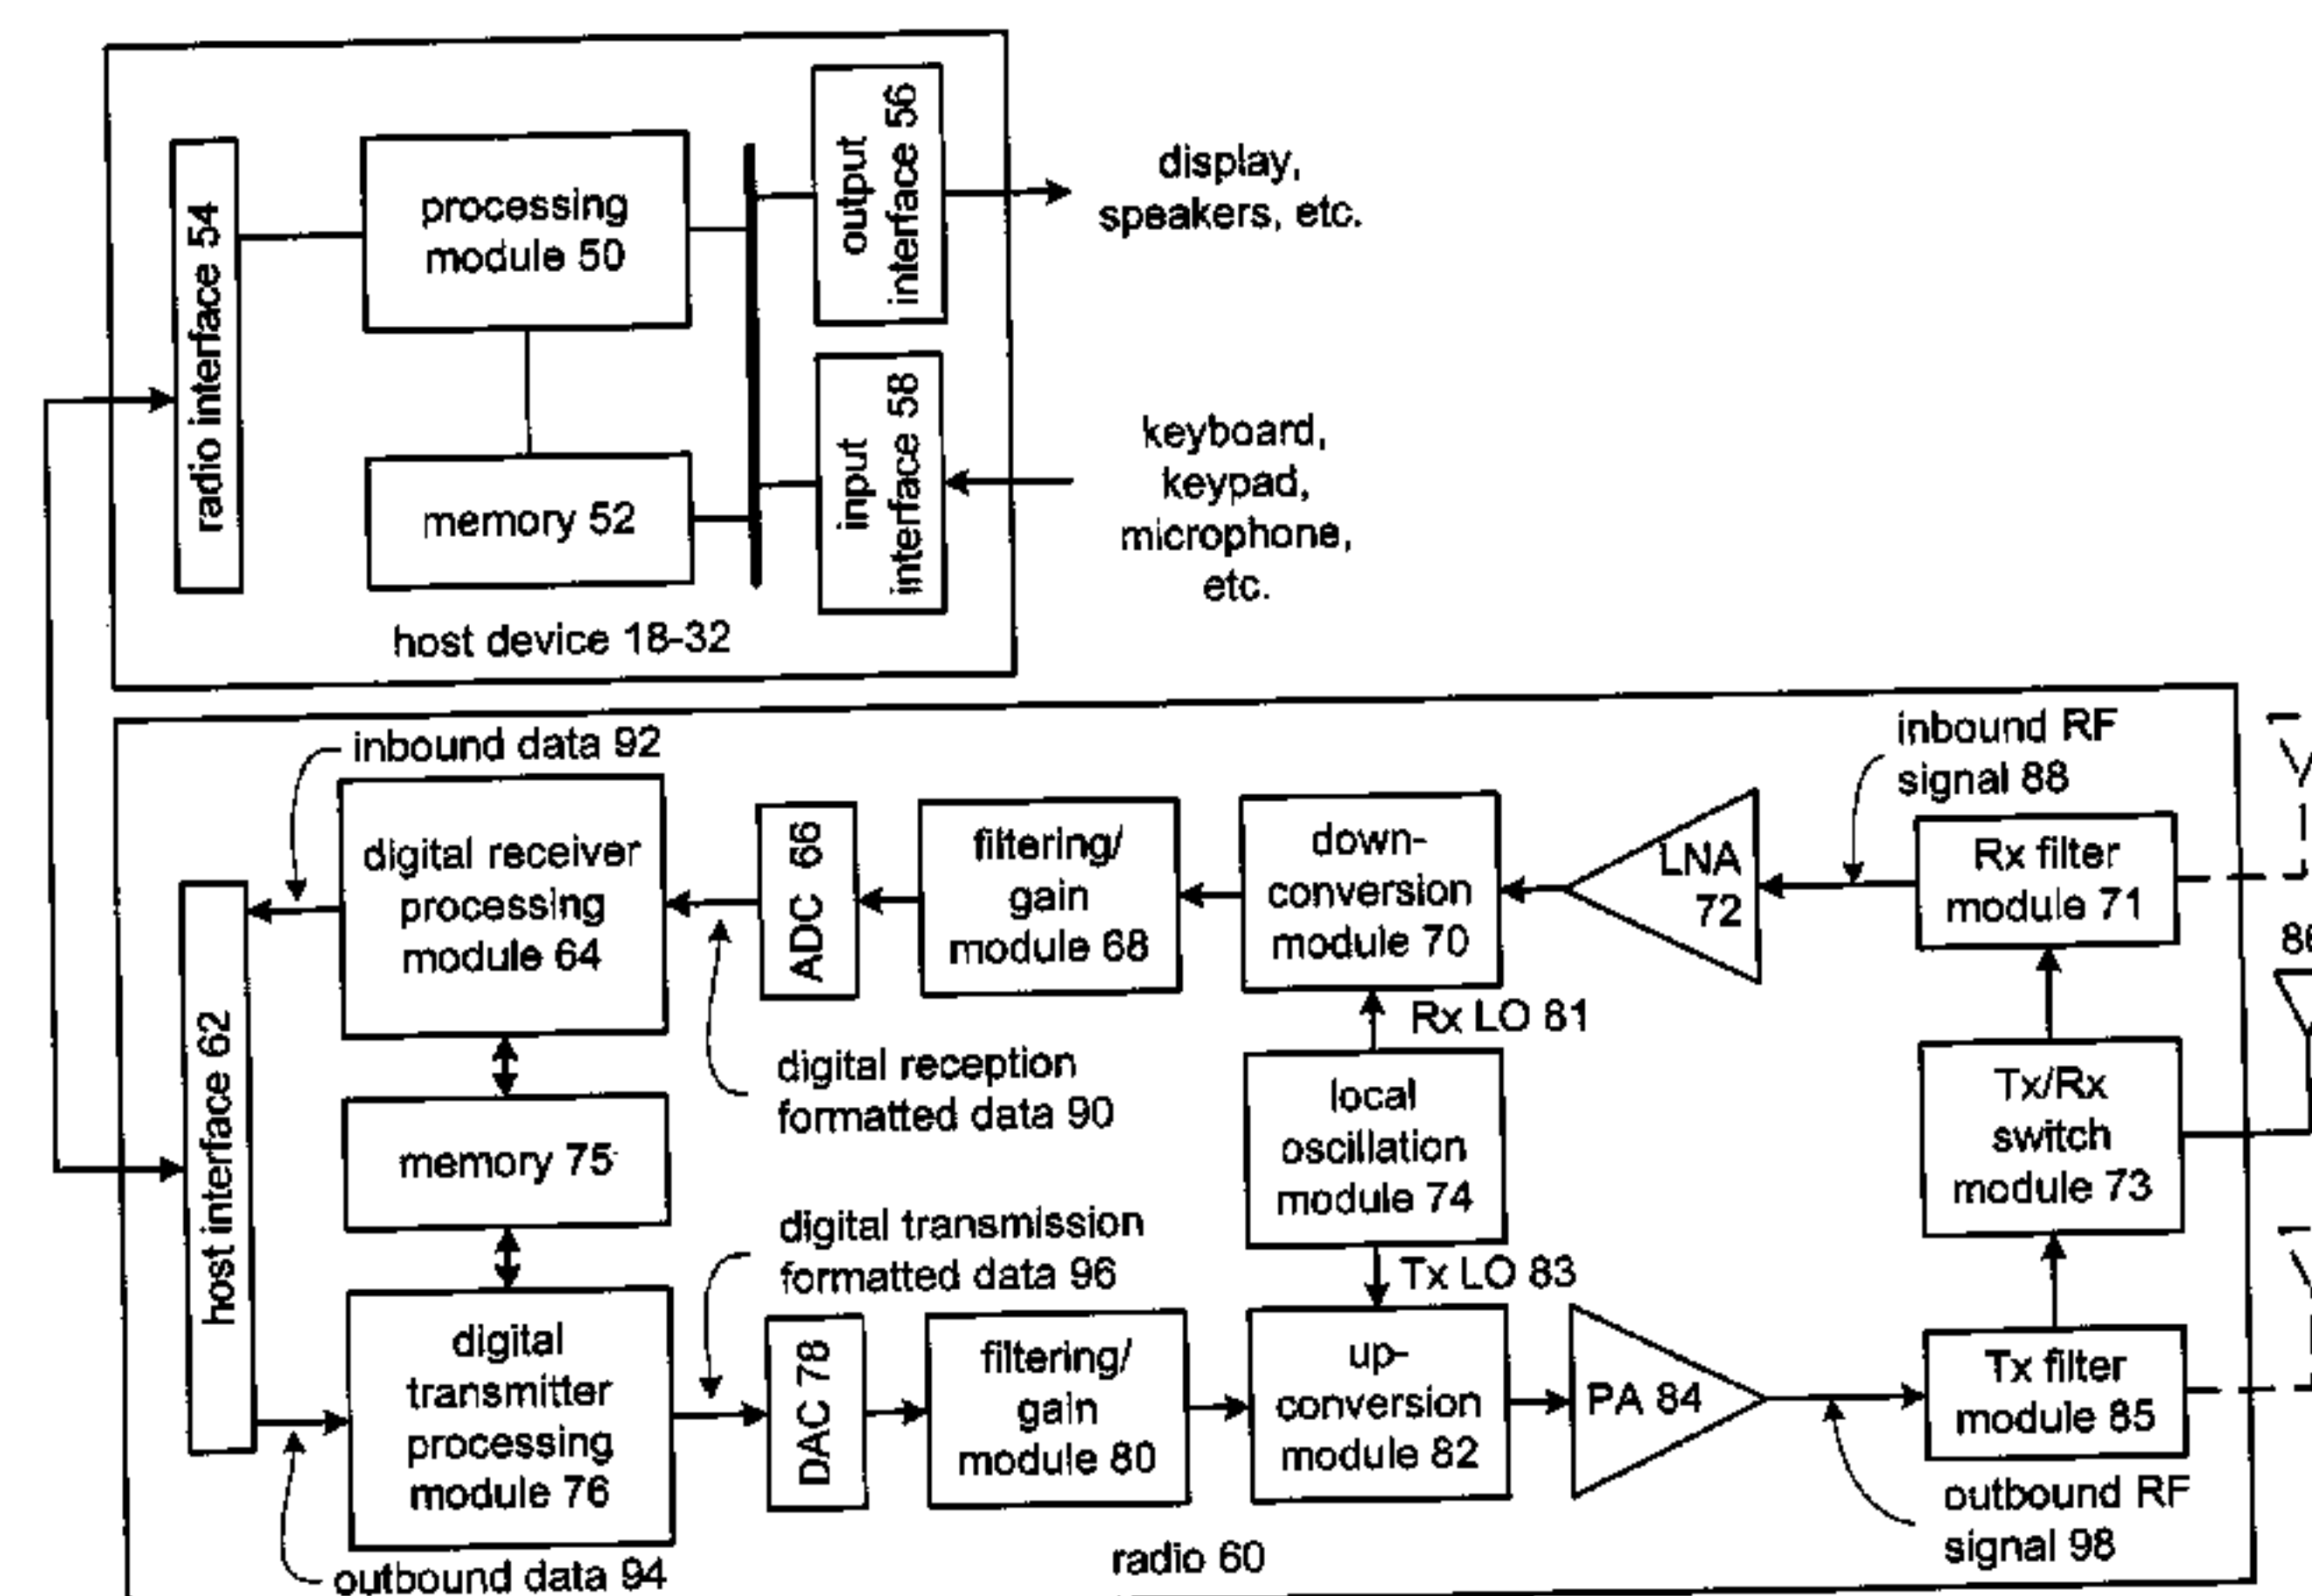 radio interface 54
processing
module 50
memory 52
output
interface 56
input
interface 58
display,
speakers, etc.
keyboard,
keypad,
microphone,
etc.
host device 18-32
inbound data 92
host interface 62
digital receiver
processing
module 64
ADC 66
filtering/
gain
module 68
down-
conversion
module 70
LNA
72
inbound RF
signal 88
Rx filter
module 71
86
Rx LO 81
digital reception
formatted data 90
memory 75
local
oscillation
module 74
Tx/Rx
switch
module 73
digital transmission
formatted data 96
Tx LO 83
digital
transmitter
processing
module 76
DAC 78
filtering/
gain
module 80
up-
conversion
module 82
PA 84
Tx filter
module 85
outbound RF
signal 98
outbound data 94
radio 60